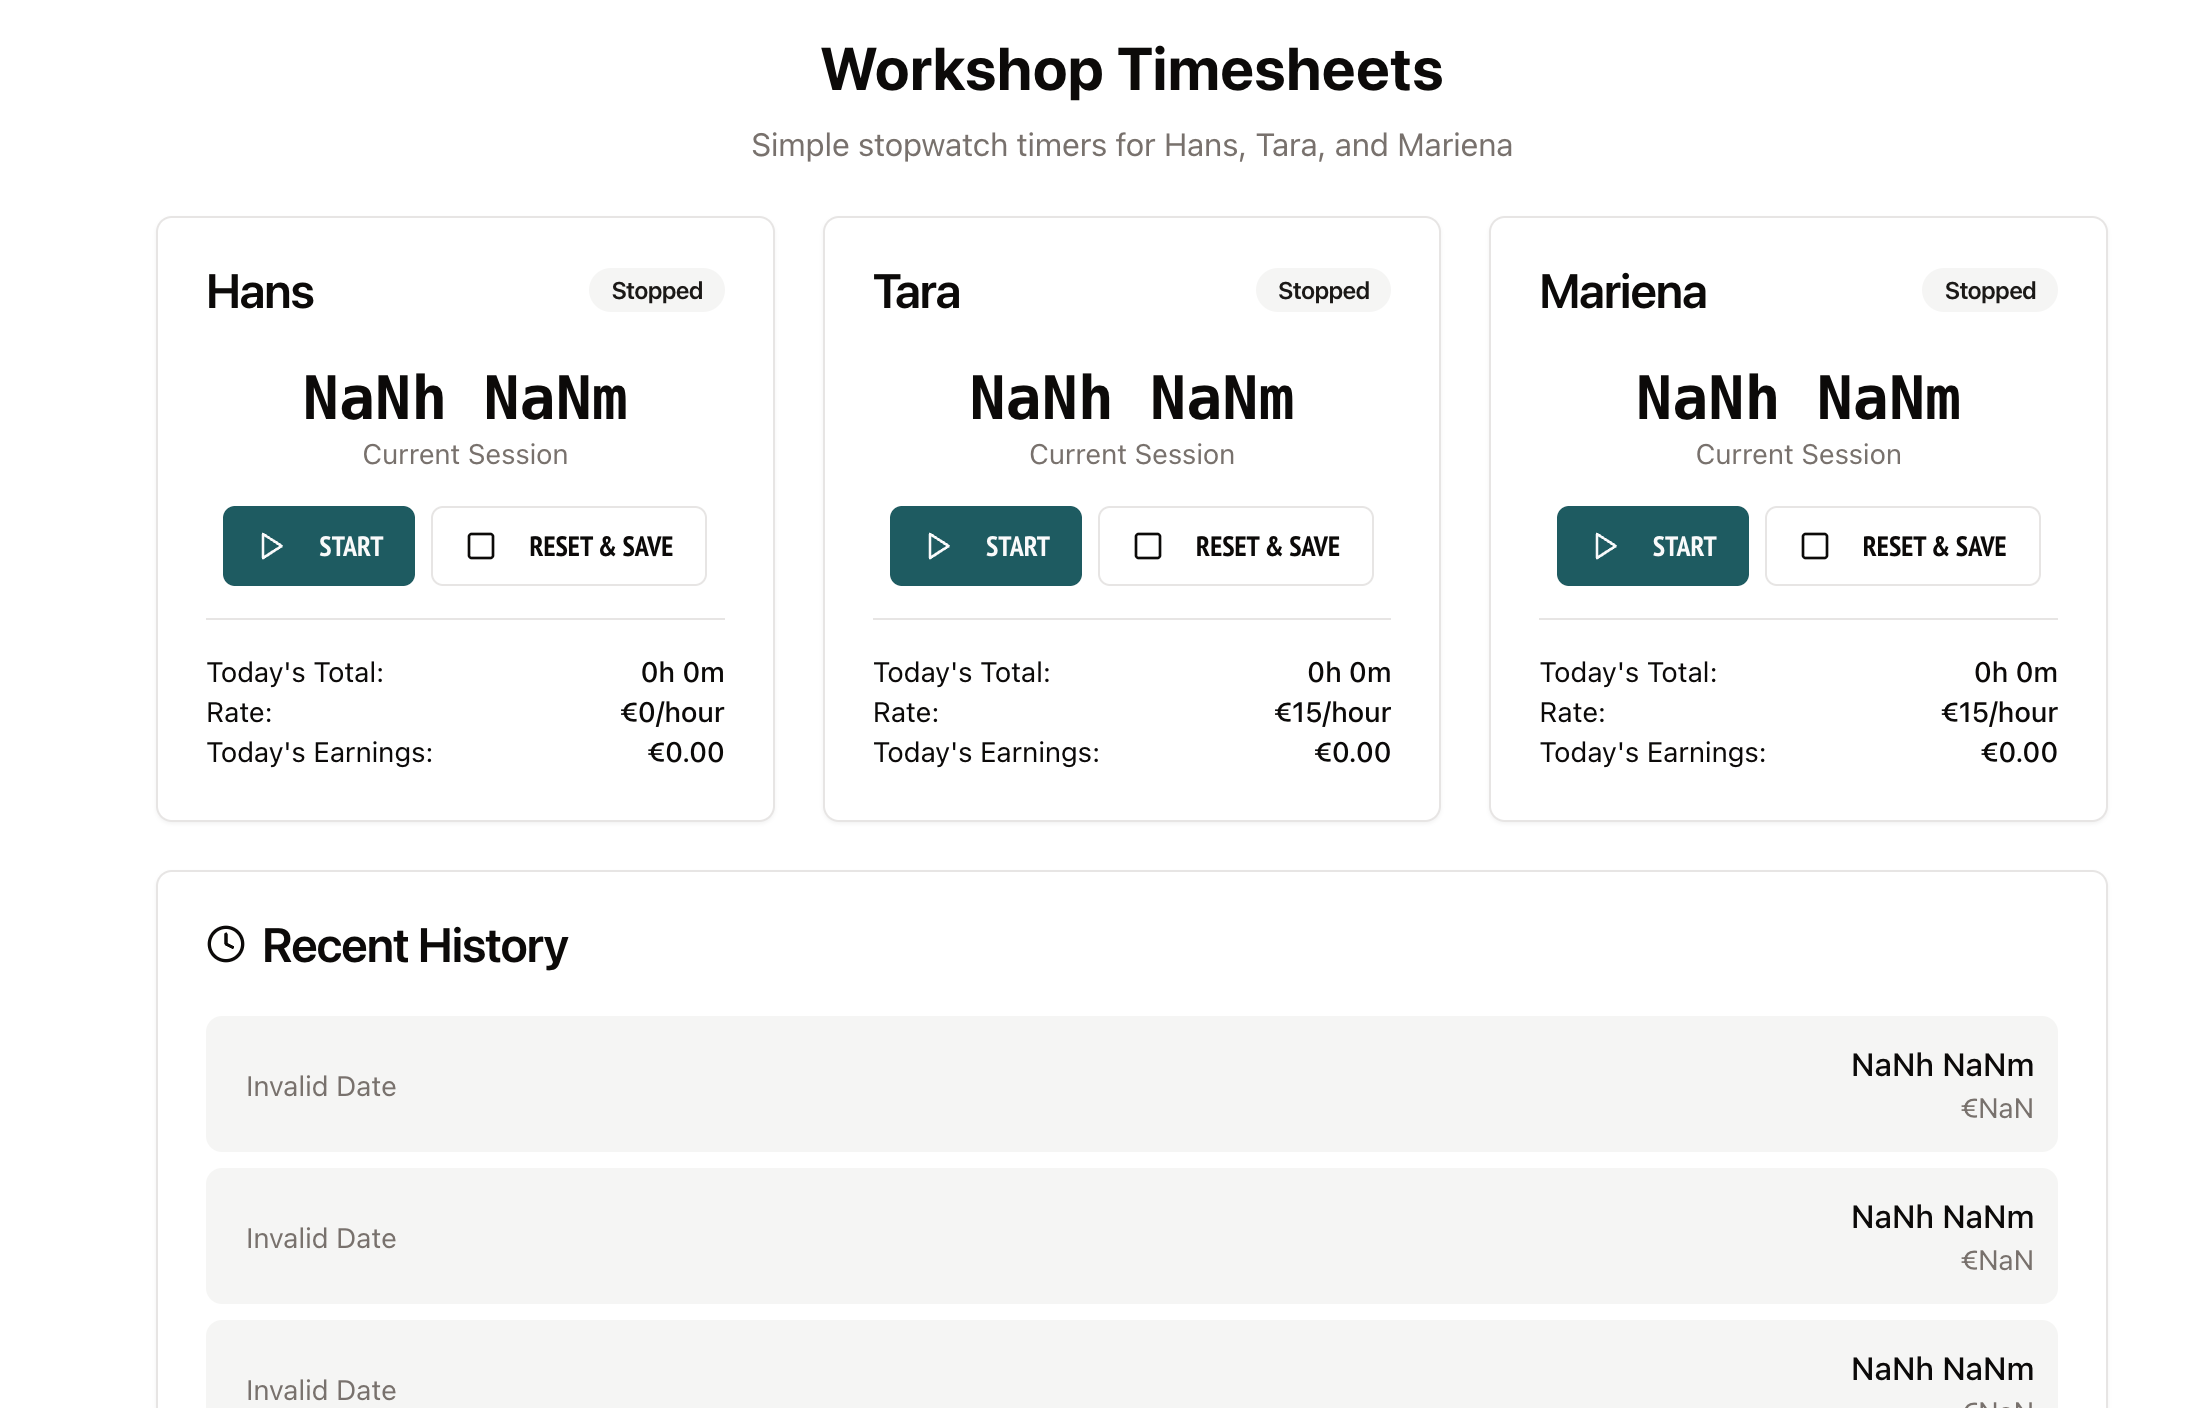 Workshop Timesheets
Simple stopwatch timers for Hans, Tara, and Mariena
Hans
Stopped
NaNh NaNm
Current Session
START
RESET & SAVE
Today's Total: 0h 0m
Rate: €0/hour
Today's Earnings: €0.00
Tara
Stopped
NaNh NaNm
Current Session
START
RESET & SAVE
Today's Total: 0h 0m
Rate: €15/hour
Today's Earnings: €0.00
Mariena
Stopped
NaNh NaNm
Current Session
START
RESET & SAVE
Today's Total: 0h 0m
Rate: €15/hour
Today's Earnings: €0.00
Recent History
Invalid Date
NaNh NaNm
€NaN
Invalid Date
NaNh NaNm
€NaN
Invalid Date
NaNh NaNm